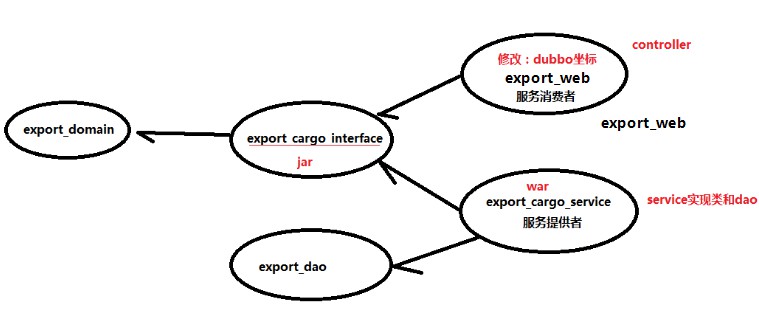 controller
修改：dubbo坐标
export_web
服务消费者
export_web
export_domain
export_cargo_interface
jar
war
export_cargo_service
服务提供者
service实现类和dao
export_dao